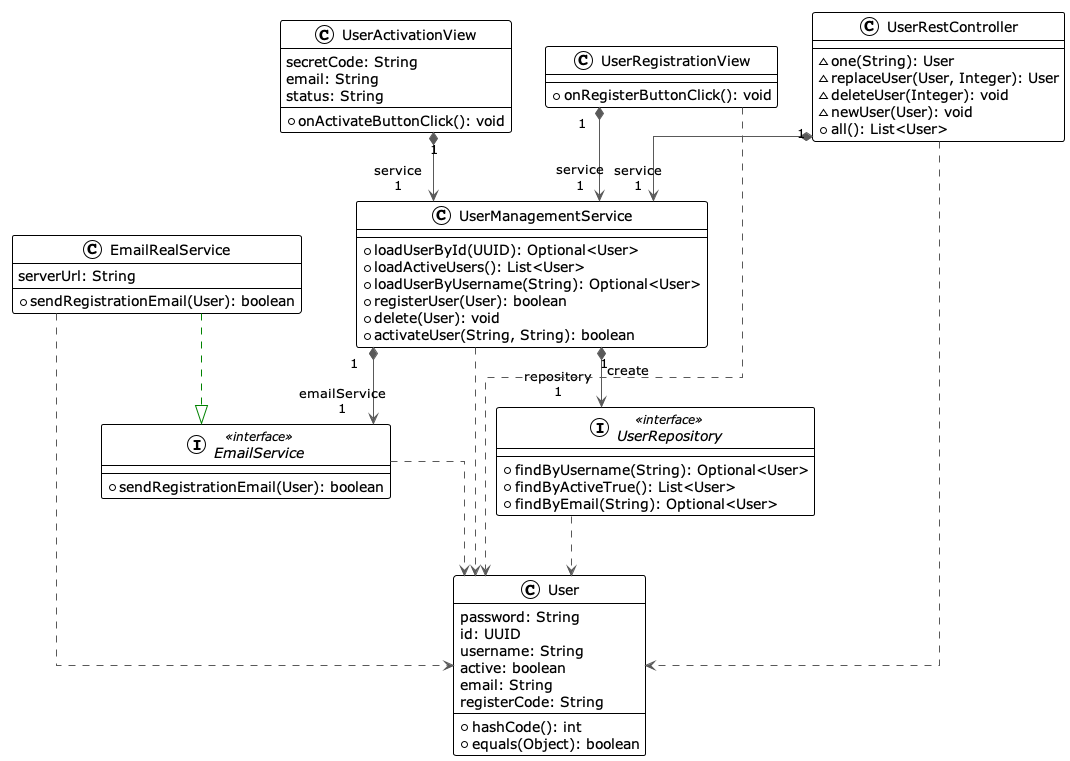 C UserActivationView
secretCode: String
email: String
status: String
onActivateButtonClick(): void
C UserRegistrationView
onRegisterButtonClick(): void
C UserRestController
~one(String): User
~replaceUser(User, Integer): User
~deleteUser(Integer): void
~newUser(User): void
all(): List<User>
1
1
1
service
1
service
1
service
1
C UserManagementService
loadUserById(UUID): Optional<User>
loadActiveUsers(): List<User>
loadUserByUsername(String): Optional<User>
registerUser(User): boolean
delete(User): void
activateUser(String, String): boolean
C EmailRealService
serverUrl: String
sendRegistrationEmail(User): boolean
1
emailService
1
1
repository
1
create
I «interface»
EmailService
sendRegistrationEmail(User): boolean
I «interface»
UserRepository
findByUsername(String): Optional<User>
findByActiveTrue(): List<User>
findByEmail(String): Optional<User>
C User
password: String
id: UUID
username: String
active: boolean
email: String
registerCode: String
hashCode(): int
equals(Object): boolean